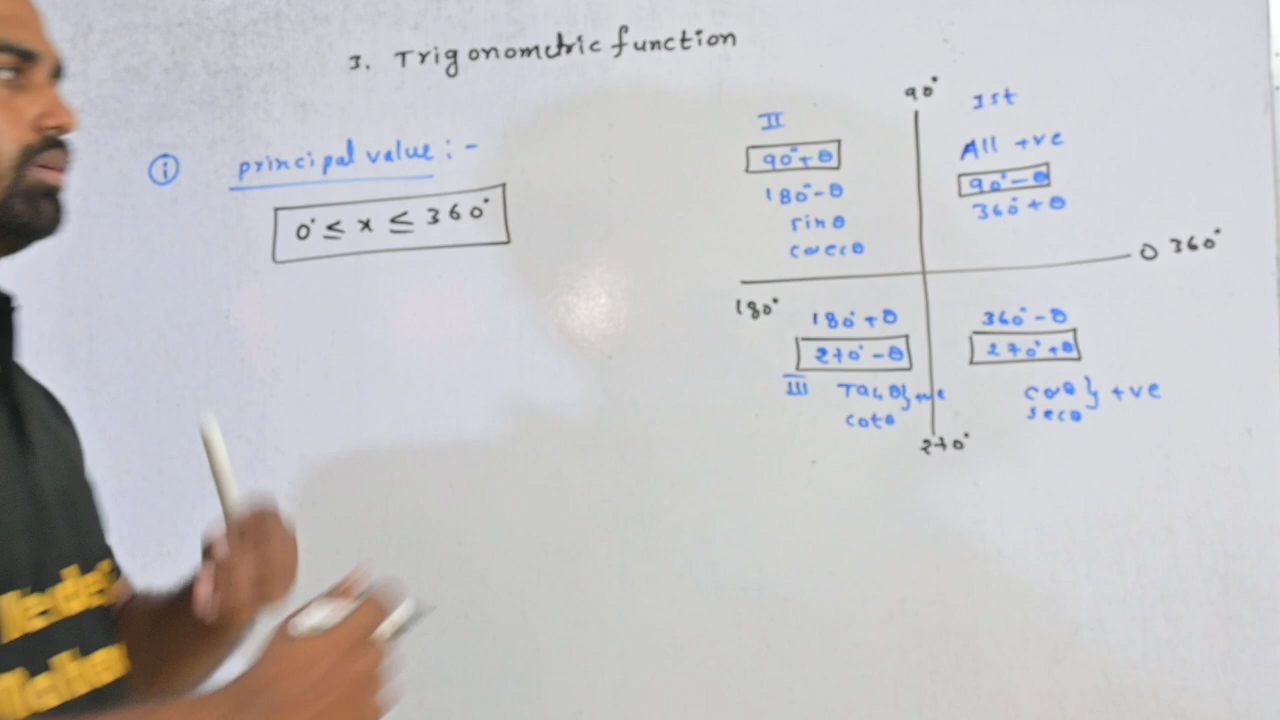 3. Trigonometric function
(i) principal value :-
0° ≤ x ≤ 360°
90°
II
90°+θ
180°-θ
sinθ
cosecθ
Ist
All +ve
90°-θ
360°+θ
0 360°
180°
180°+θ
270°-θ
III Tanθ} +ve
cotθ
360°-θ
270°+θ
cosθ} +ve
secθ
270°